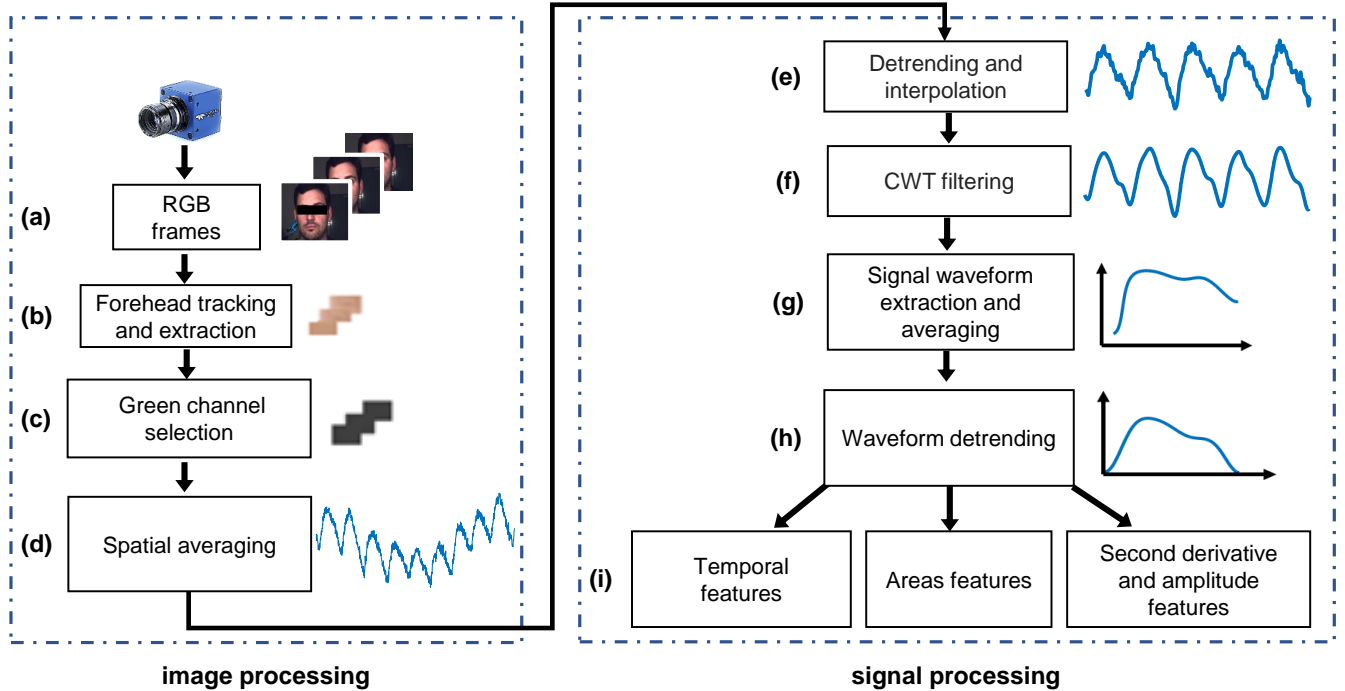 (a)
RGB
frames
(b)
Forehead tracking
and extraction
(c)
Green channel
selection
(d)
Spatial averaging
image processing
(e)
Detrending and
interpolation
(f)
CWT filtering
(g)
Signal waveform
extraction and
averaging
(h)
Waveform detrending
(i)
Temporal
features
Areas features
Second derivative
and amplitude
features
signal processing